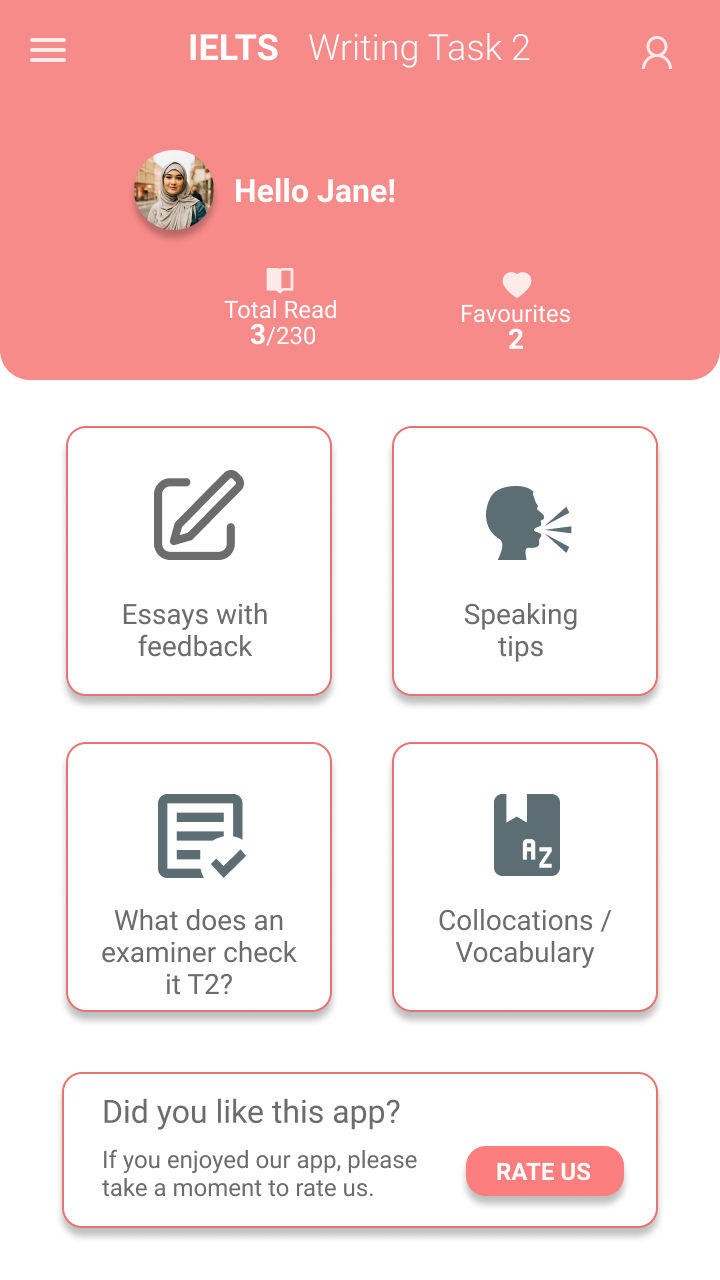 IELTS Writing Task 2
Hello Jane!
Total Read
3/230
Favourites
2
Essays with
feedback
Speaking
tips
What does an
examiner check
it T2?
AZ
Collocations /
Vocabulary
Did you like this app?
If you enjoyed our app, please
take a moment to rate us.
RATE US